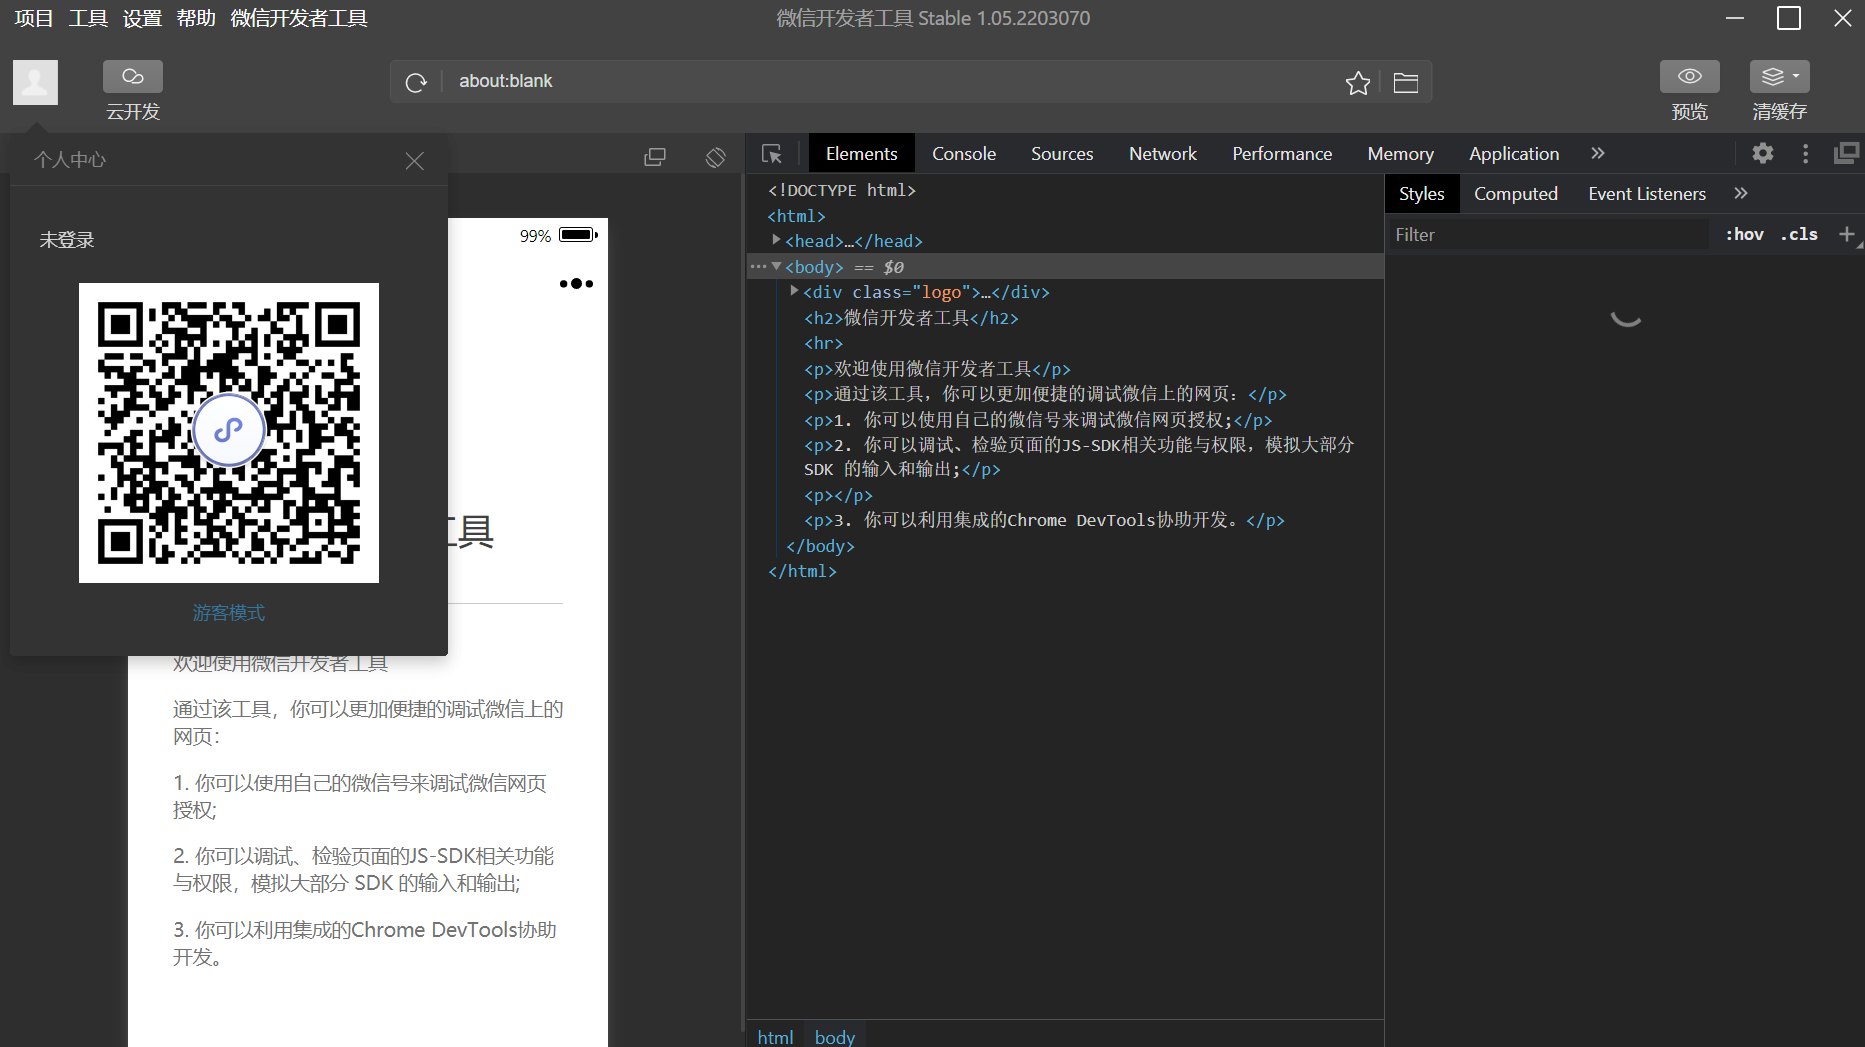 项目 工具 设置 帮助 微信开发者工具
微信开发者工具 Stable 1.05.2203070
云开发
about:blank
预览
清缓存
个人中心
未登录
游客模式
99%
工具
欢迎使用微信开发者工具
通过该工具，你可以更加便捷的调试微信上的
网页：
1. 你可以使用自己的微信号来调试微信网页
授权;
2. 你可以调试、检验页面的JS-SDK相关功能
与权限，模拟大部分 SDK 的输入和输出;
3. 你可以利用集成的Chrome DevTools协助
开发。
Elements Console Sources Network Performance Memory Application »
<!DOCTYPE html>
<html>
<head>…</head>
<body> == $0
<div class="logo">…</div>
<h2>微信开发者工具</h2>
<hr>
<p>欢迎使用微信开发者工具</p>
<p>通过该工具，你可以更加便捷的调试微信上的网页：</p>
<p>1. 你可以使用自己的微信号来调试微信网页授权;</p>
<p>2. 你可以调试、检验页面的JS-SDK相关功能与权限，模拟大部分
SDK 的输入和输出;</p>
<p></p>
<p>3. 你可以利用集成的Chrome DevTools协助开发。</p>
</body>
</html>
html body
Styles Computed Event Listeners »
Filter :hov .cls +